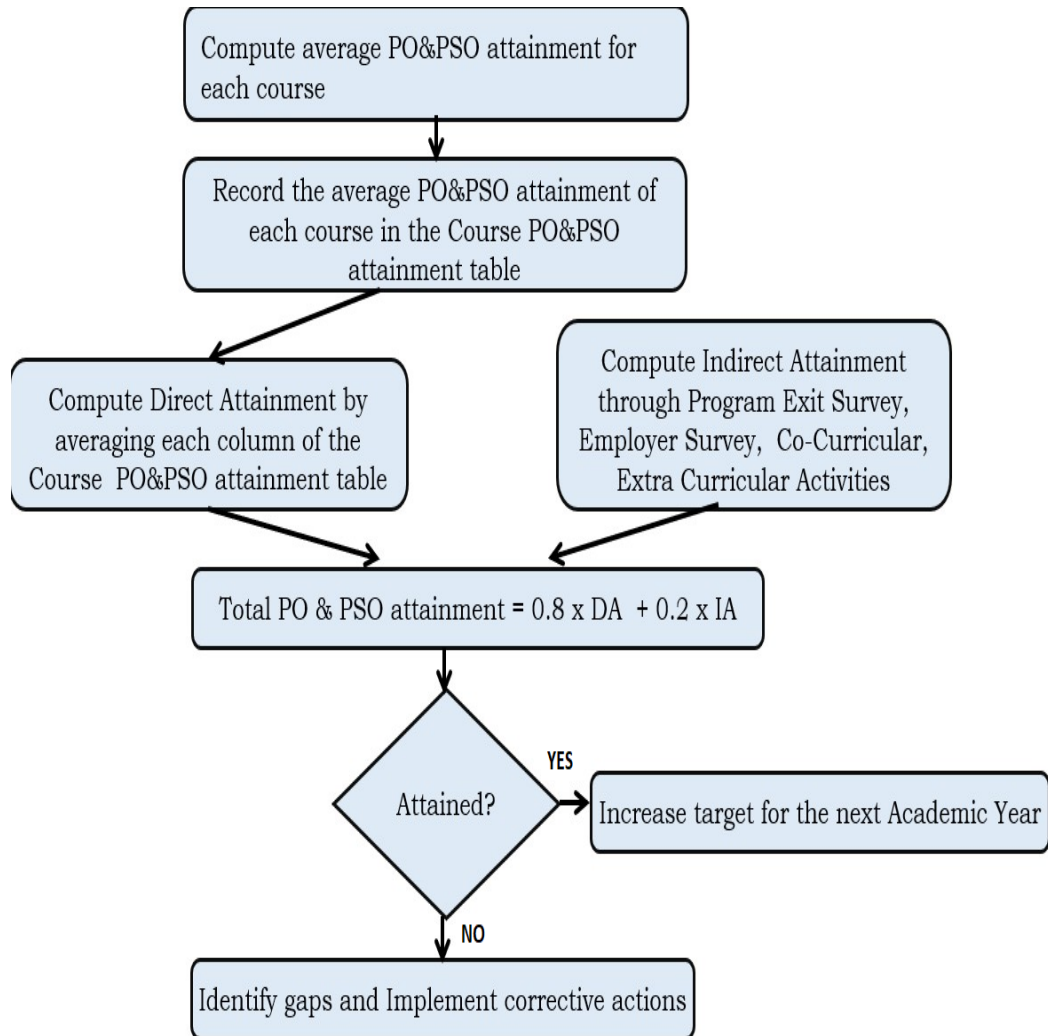 Compute average PO&PSO attainment for
each course
Record the average PO&PSO attainment of
each course in the Course PO&PSO
attainment table
Compute Direct Attainment by
averaging each column of the
Course PO&PSO attainment table
Compute Indirect Attainment
through Program Exit Survey,
Employer Survey, Co-Curricular,
Extra Curricular Activities
Total PO & PSO attainment = 0.8 x DA + 0.2 x IA
Attained?
YES
Increase target for the next Academic Year
NO
Identify gaps and Implement corrective actions